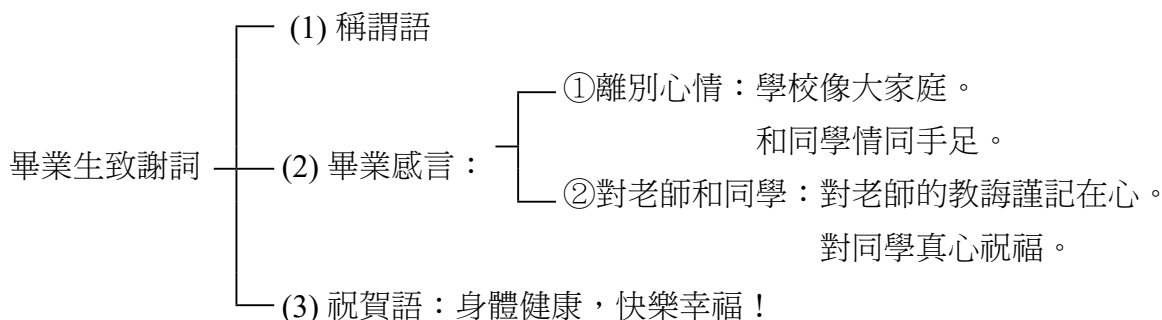 (1) 稱謂語
①離別心情：學校像大家庭。
和同學情同手足。
畢業生致謝詞
(2) 畢業感言：
②對老師和同學：對老師的教誨謹記在心。
對同學真心祝福。
(3) 祝賀語：身體健康，快樂幸福！